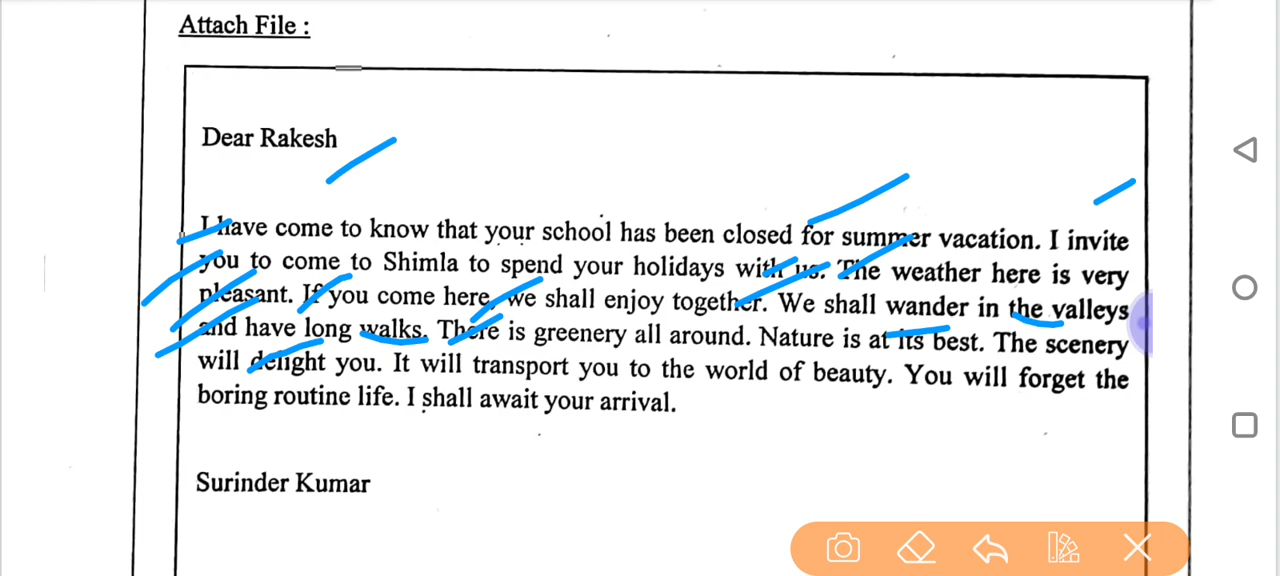 Attach File :
Dear Rakesh
I have come to know that your school has been closed for summer vacation. I invite
you to come to Shimla to spend your holidays with us. The weather here is very
pleasant. If you come here, we shall enjoy together. We shall wander in the valleys
and have long walks. There is greenery all around. Nature is at its best. The scenery
will delight you. It will transport you to the world of beauty. You will forget the
boring routine life. I shall await your arrival.
Surinder Kumar